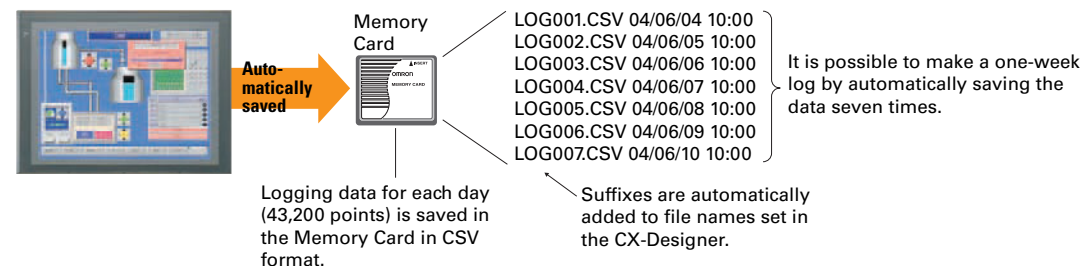 Auto-
matically
saved
Memory
Card
INSERT
OMRON
MEMORY CARD
LOG001.CSV 04/06/04 10:00
LOG002.CSV 04/06/05 10:00
LOG003.CSV 04/06/06 10:00
LOG004.CSV 04/06/07 10:00
LOG005.CSV 04/06/08 10:00
LOG006.CSV 04/06/09 10:00
LOG007.CSV 04/06/10 10:00
It is possible to make a one-week
log by automatically saving the
data seven times.
Logging data for each day
(43,200 points) is saved in
the Memory Card in CSV
format.
Suffixes are automatically
added to file names set in
the CX-Designer.